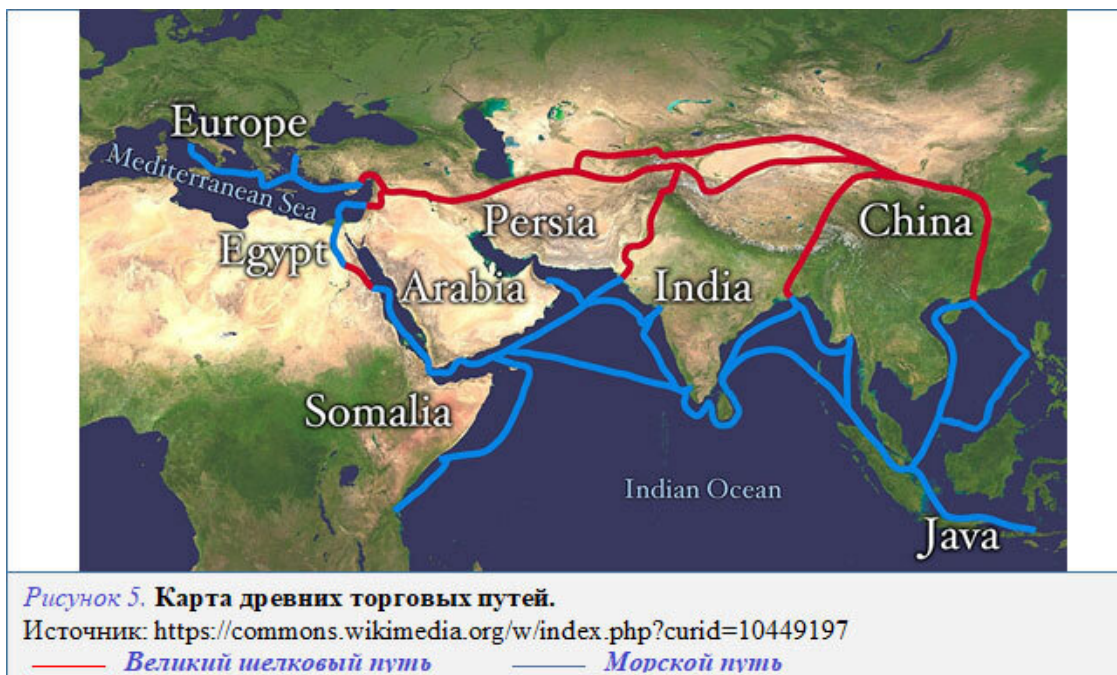 Europe
Mediterranean Sea
Egypt
Persia
China
Arabia
India
Somalia
Indian Ocean
Java
Рисунок 5. Карта древних торговых путей.
Источник: https://commons.wikimedia.org/w/index.php?curid=10449197
Великий шелковый путь Морской путь